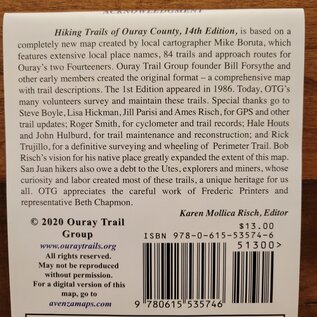 ACKNOWLEDGMENT
Hiking Trails of Ouray County, 14th Edition, is based on a
completely new map created by local cartographer Mike Boruta, which
features extensive local place names, 84 trails and approach routes for
Ouray's two Fourteeners. Ouray Trail Group founder Bill Forsythe and
other early members created the original format – a comprehensive map
with trail descriptions. The 1st Edition appeared in 1986. Today, OTG's
many volunteers survey and maintain these trails. Special thanks go to
Steve Boyle, Lisa Hickman, Jill Parisi and Ames Risch, for GPS and other
trail updates; Roger Smith, for cyclometer and trail records; Hale Houts
and John Hulburd, for trail maintenance and reconstruction; and Rick
Trujillo, for a definitive surveying and wheeling of Perimeter Trail. Bob
Risch's vision for his native place greatly expanded the extent of this map.
San Juan hikers also owe a debt to the Utes, explorers and miners, whose
curiosity and labor created most of these trails, a unique heritage for us
all. OTG appreciates the careful work of Frederic Printers and
representative Beth Chapmon.
Karen Mollica Risch, Editor
© 2020 Ouray Trail
Group
www.ouraytrails.org
All rights reserved.
May not be reproduced
without permission.
For a digital version of this
map, go to
avenzamaps.com
$13.00
ISBN 978-0-615-53574-6
51300>
9 780615 535746